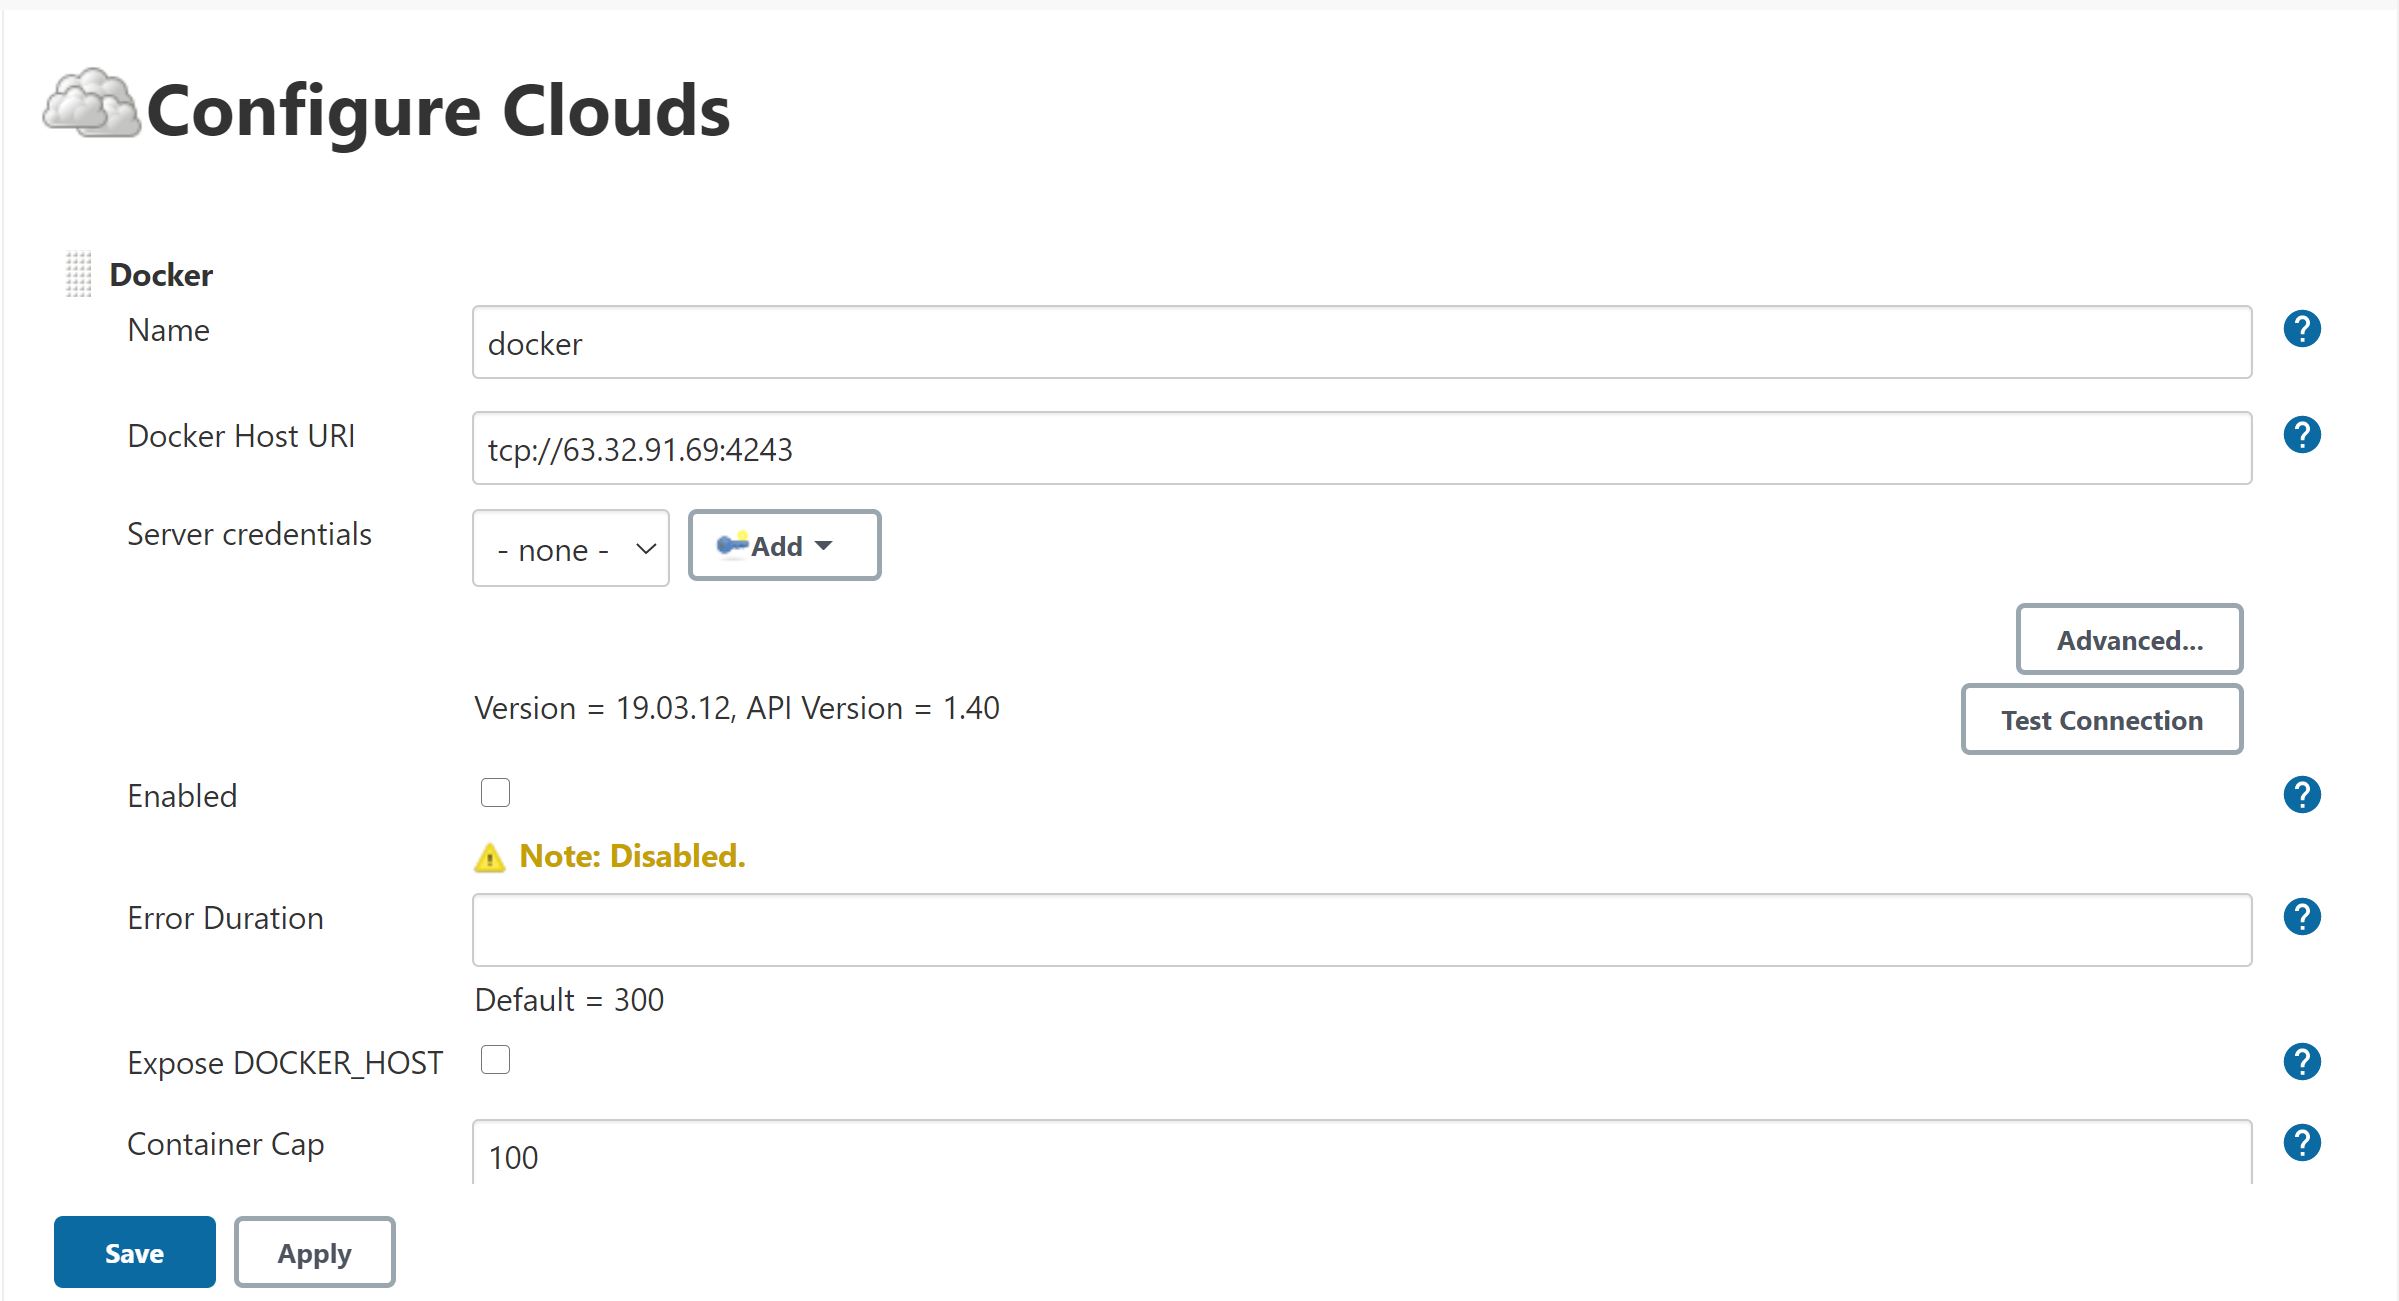 Configure Clouds
Docker
Name
docker
?
Docker Host URI
tcp://63.32.91.69:4243
?
Server credentials
- none -
Add
Advanced...
Version = 19.03.12, API Version = 1.40
Test Connection
Enabled
?
Note: Disabled.
Error Duration
?
Default = 300
Expose DOCKER_HOST
?
Container Cap
100
?
Save
Apply